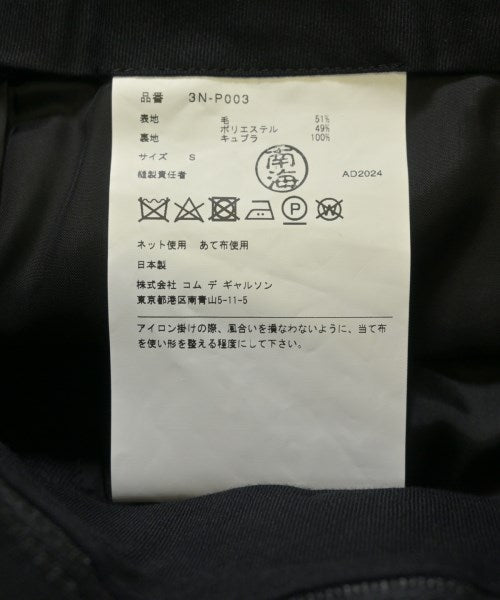 品番 3N-P003
表地 毛 51%
ポリエステル 49%
裏地 キュプラ 100%
サイズ S
縫製責任者 南海 AD2024
P W
ネット使用 あて布使用
日本製
株式会社 コム デ ギャルソン
東京都港区南青山5-11-5
アイロン掛けの際、風合いを損なわないように、当て布
を使い形を整える程度にして下さい。